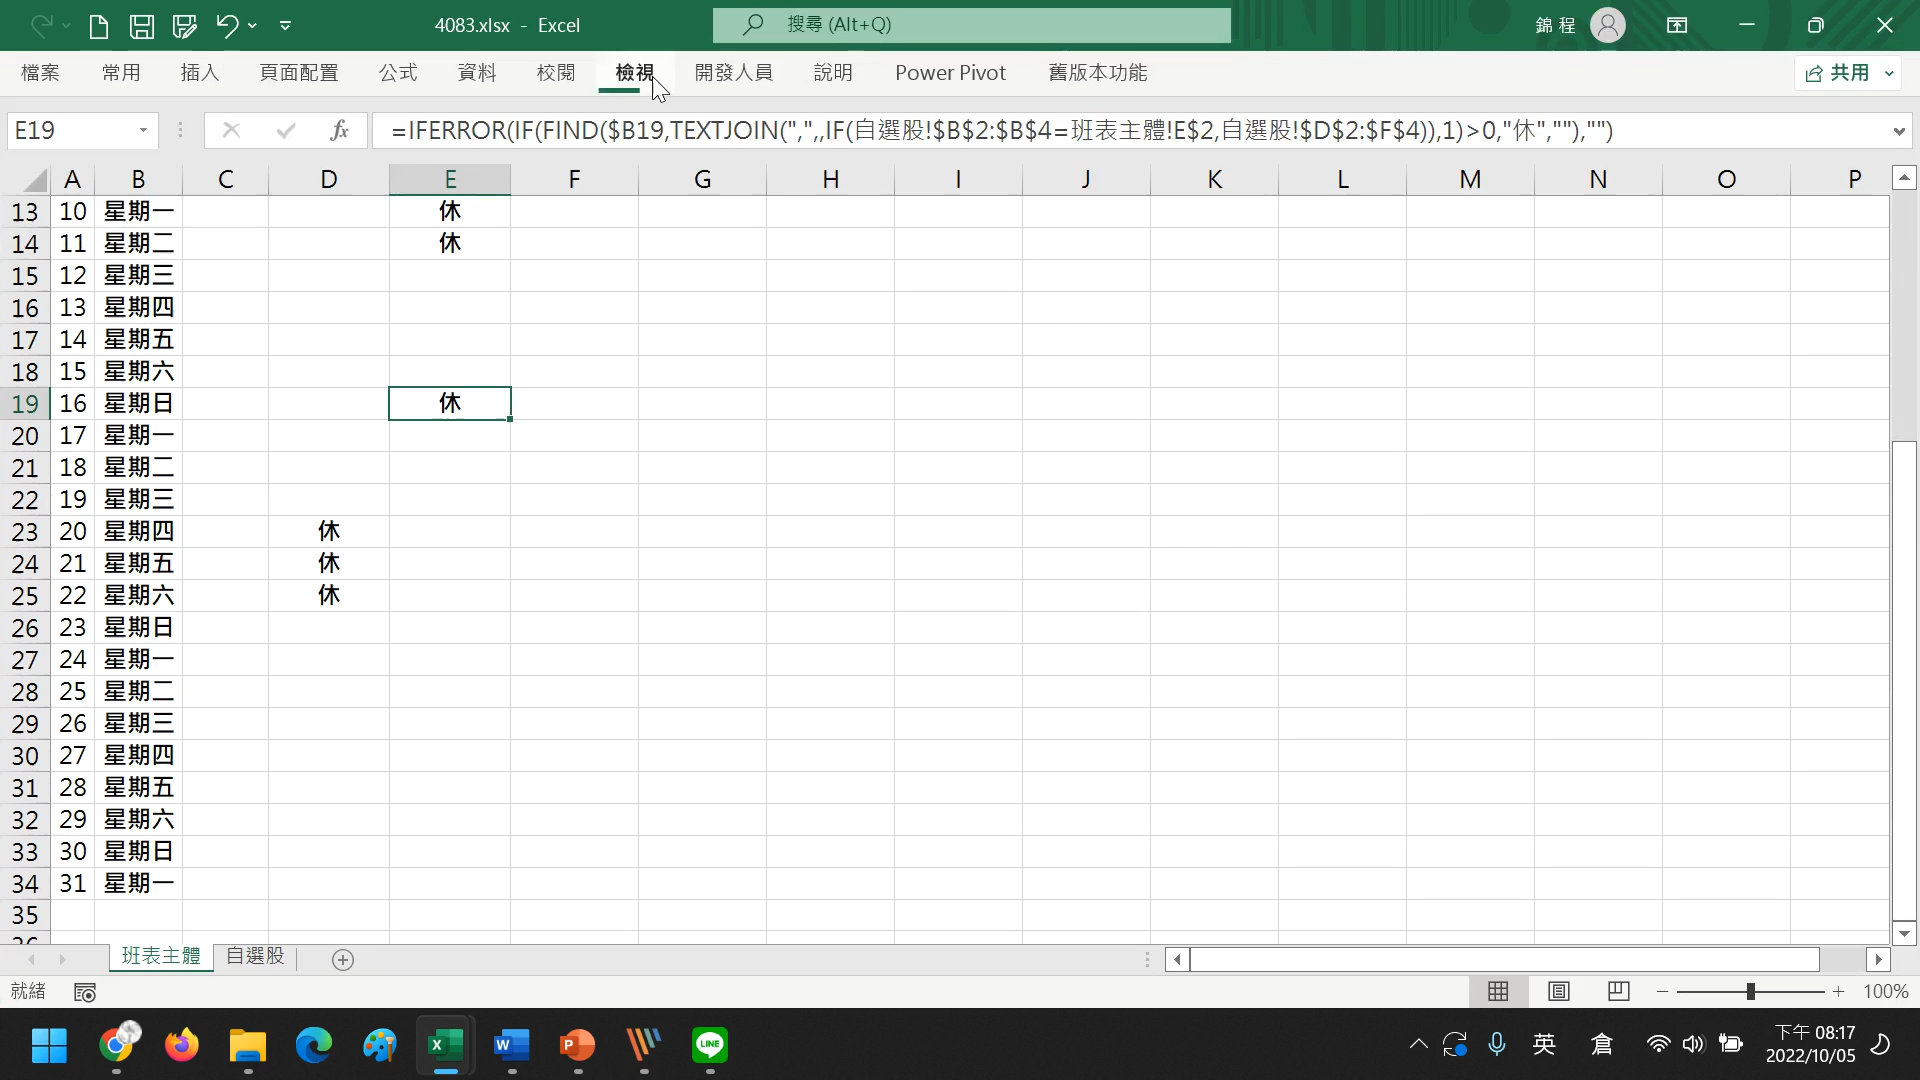 4083.xlsx - Excel
搜尋 (Alt+Q)
錦 程
檔案 常用 插入 頁面配置 公式 資料 校閱 檢視 開發人員 說明 Power Pivot 舊版本功能 共用
E19 fx =IFERROR(IF(FIND($B19,TEXTJOIN(",",,IF(自選股!$B$2:$B$4=班表主體!E$2,自選股!$D$2:$F$4)),1)>0,"休",""),"")
A B C D E F G H I J K L M N O P
13 10 星期一 休
14 11 星期二 休
15 12 星期三
16 13 星期四
17 14 星期五
18 15 星期六
19 16 星期日 休
20 17 星期一
21 18 星期二
22 19 星期三
23 20 星期四 休
24 21 星期五 休
25 22 星期六 休
26 23 星期日
27 24 星期一
28 25 星期二
29 26 星期三
30 27 星期四
31 28 星期五
32 29 星期六
33 30 星期日
34 31 星期一
35
36
班表主體 自選股
就緒 100%
X W P LINE 英 倉 下午 08:17
2022/10/05